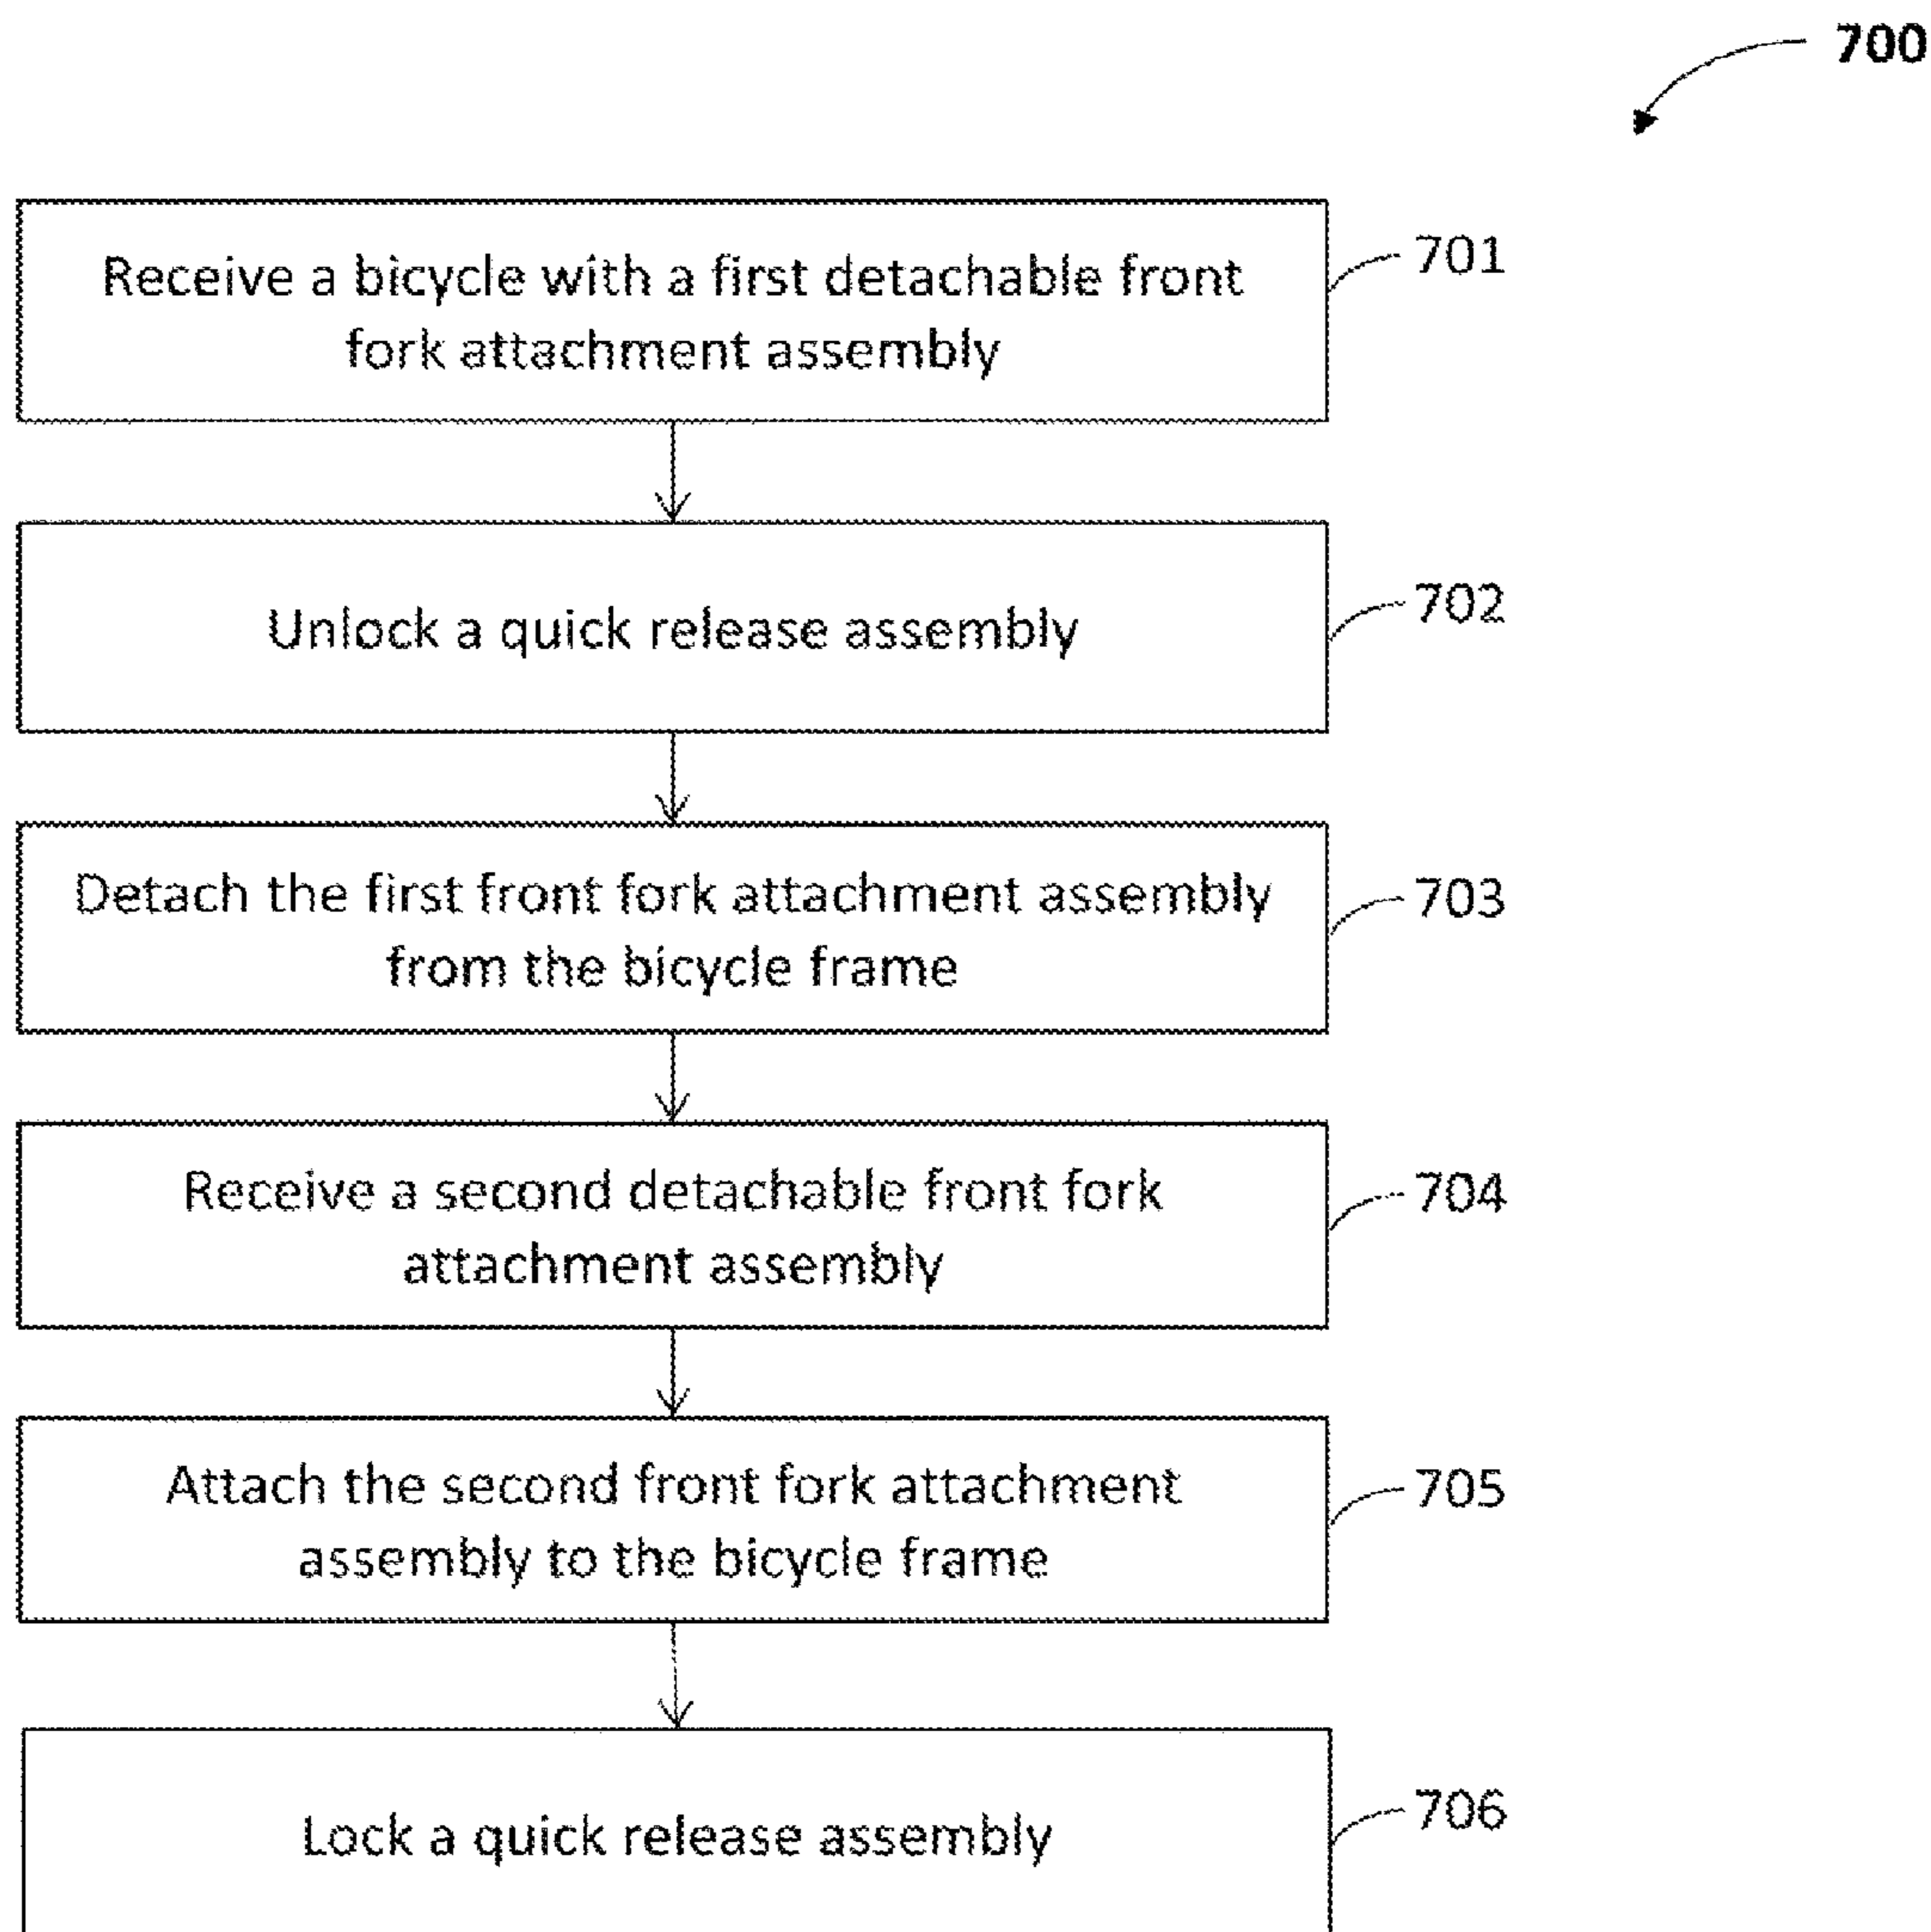 700
Receive a bicycle with a first detachable front
fork attachment assembly
701
Unlock a quick release assembly
702
Detach the first front fork attachment assembly
from the bicycle frame
703
Receive a second detachable front fork
attachment assembly
704
Attach the second front fork attachment
assembly to the bicycle frame
705
Lock a quick release assembly
706